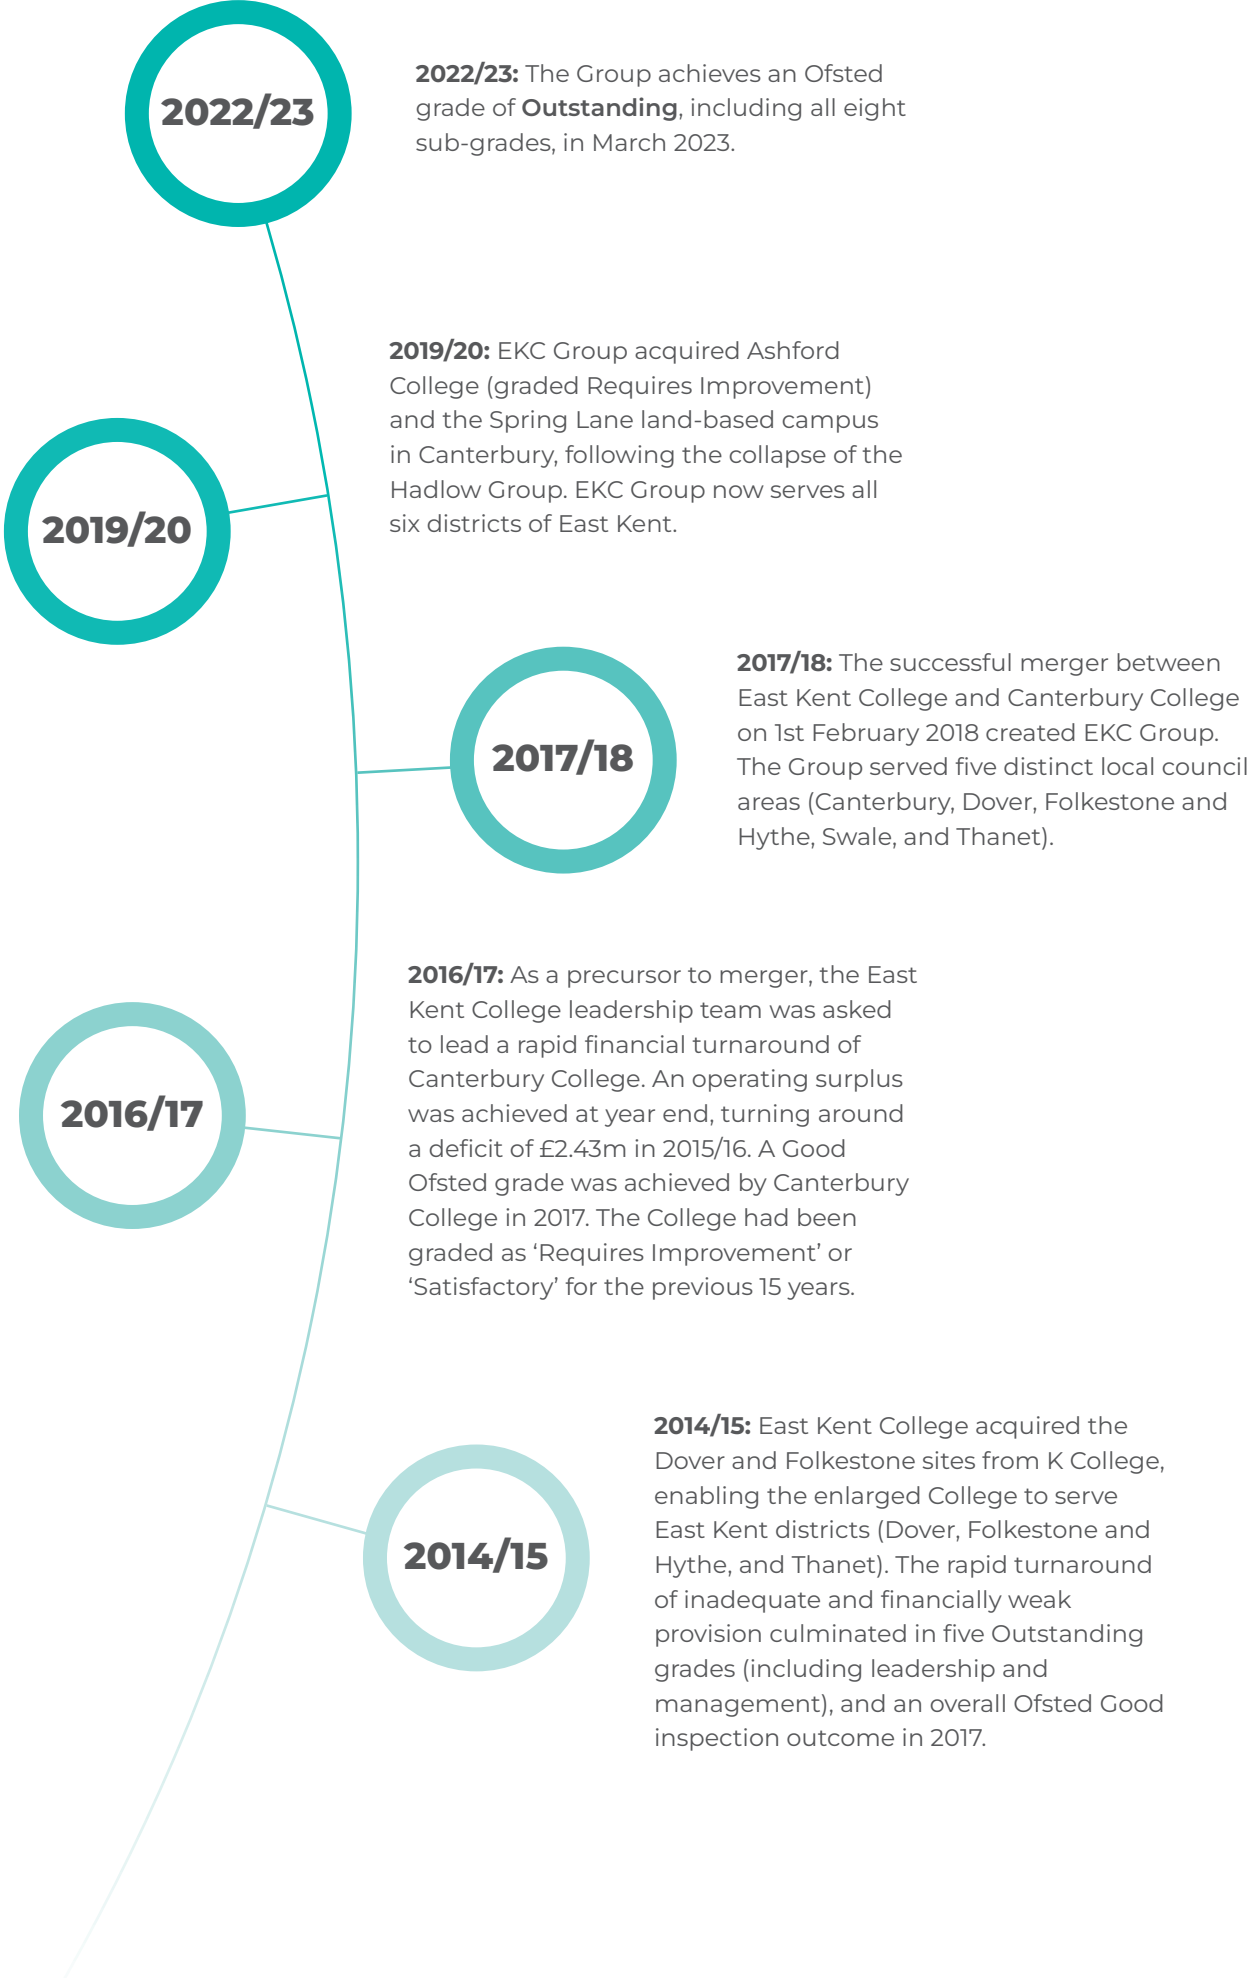 2022/23
2022/23: The Group achieves an Ofsted
grade of Outstanding, including all eight
sub-grades, in March 2023.
2019/20
2019/20: EKC Group acquired Ashford
College (graded Requires Improvement)
and the Spring Lane land-based campus
in Canterbury, following the collapse of the
Hadlow Group. EKC Group now serves all
six districts of East Kent.
2017/18
2017/18: The successful merger between
East Kent College and Canterbury College
on 1st February 2018 created EKC Group.
The Group served five distinct local council
areas (Canterbury, Dover, Folkestone and
Hythe, Swale, and Thanet).
2016/17
2016/17: As a precursor to merger, the East
Kent College leadership team was asked
to lead a rapid financial turnaround of
Canterbury College. An operating surplus
was achieved at year end, turning around
a deficit of £2.43m in 2015/16. A Good
Ofsted grade was achieved by Canterbury
College in 2017. The College had been
graded as ‘Requires Improvement’ or
‘Satisfactory’ for the previous 15 years.
2014/15
2014/15: East Kent College acquired the
Dover and Folkestone sites from K College,
enabling the enlarged College to serve
East Kent districts (Dover, Folkestone and
Hythe, and Thanet). The rapid turnaround
of inadequate and financially weak
provision culminated in five Outstanding
grades (including leadership and
management), and an overall Ofsted Good
inspection outcome in 2017.